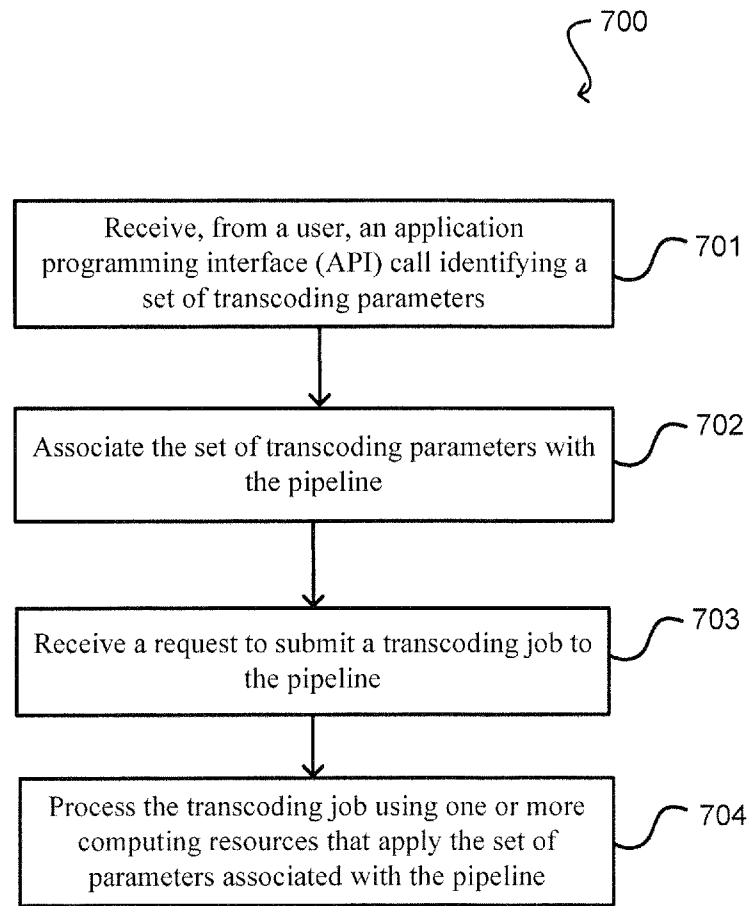 700
Receive, from a user, an application
programming interface (API) call identifying a
set of transcoding parameters
701
Associate the set of transcoding parameters with
the pipeline
702
Receive a request to submit a transcoding job to
the pipeline
703
Process the transcoding job using one or more
computing resources that apply the set of
parameters associated with the pipeline
704